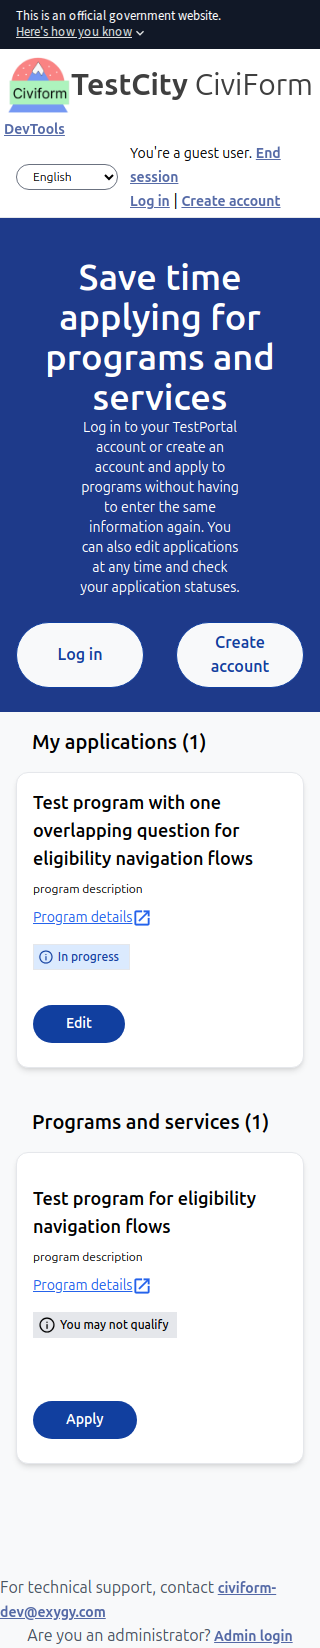 This is an official government website.
Here's how you know
Civiform
TestCity CiviForm
DevTools
English
You're a guest user. End
session
Log in | Create account
Save time
applying for
programs and
services
Log in to your TestPortal
account or create an
account and apply to
programs without having
to enter the same
information again. You
can also edit applications
at any time and check
your application statuses.
Log in
Create
account
My applications (1)
Test program with one
overlapping question for
eligibility navigation flows
program description
Program details
In progress
Edit
Programs and services (1)
Test program for eligibility
navigation flows
program description
Program details
You may not qualify
Apply
For technical support, contact civiform-
dev@exygy.com
Are you an administrator? Admin login